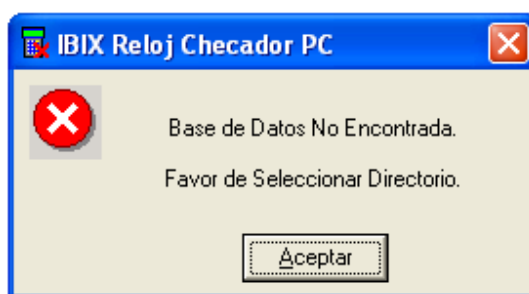 IBIX Reloj Checador PC
Base de Datos No Encontrada.
Favor de Seleccionar Directorio.
Aceptar